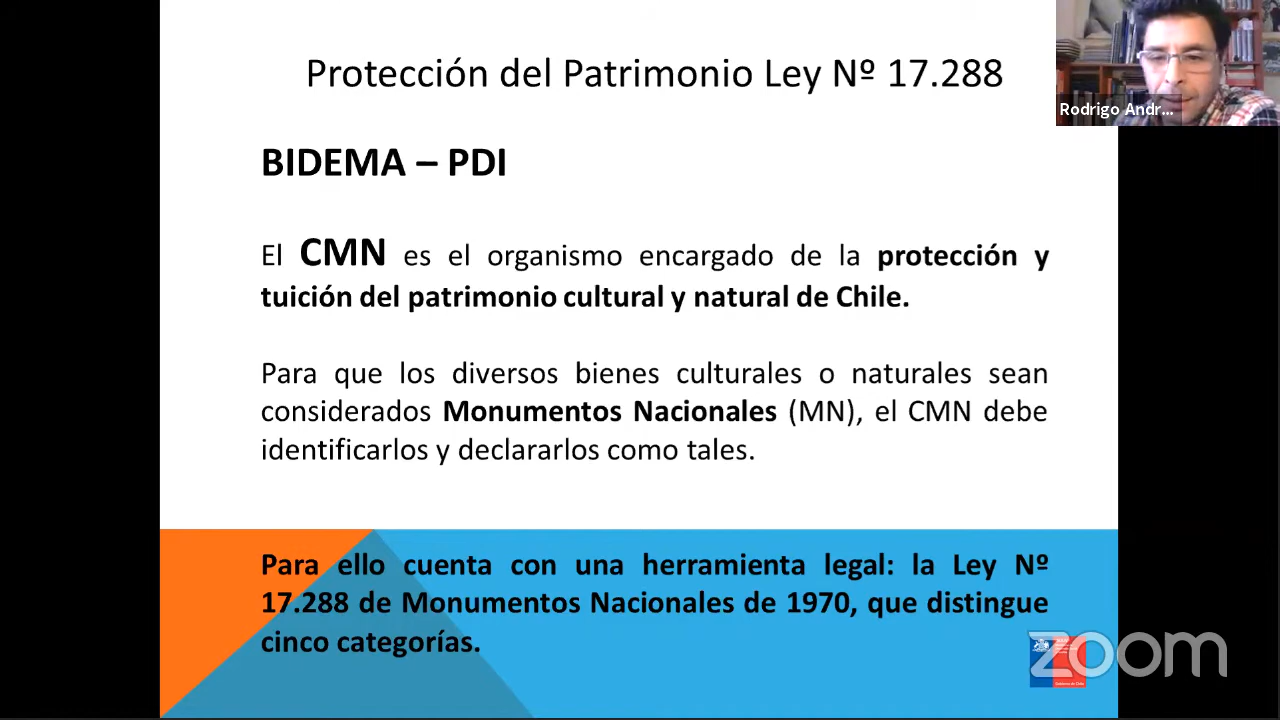 Protección del Patrimonio Ley Nº 17.288
Rodrigo Andr...
BIDEMA – PDI
El CMN es el organismo encargado de la protección y
tuición del patrimonio cultural y natural de Chile.
Para que los diversos bienes culturales o naturales sean
considerados Monumentos Nacionales (MN), el CMN debe
identificarlos y declararlos como tales.
Para ello cuenta con una herramienta legal: la Ley Nº
17.288 de Monumentos Nacionales de 1970, que distingue
cinco categorías.
zoom
Gobierno de Chile